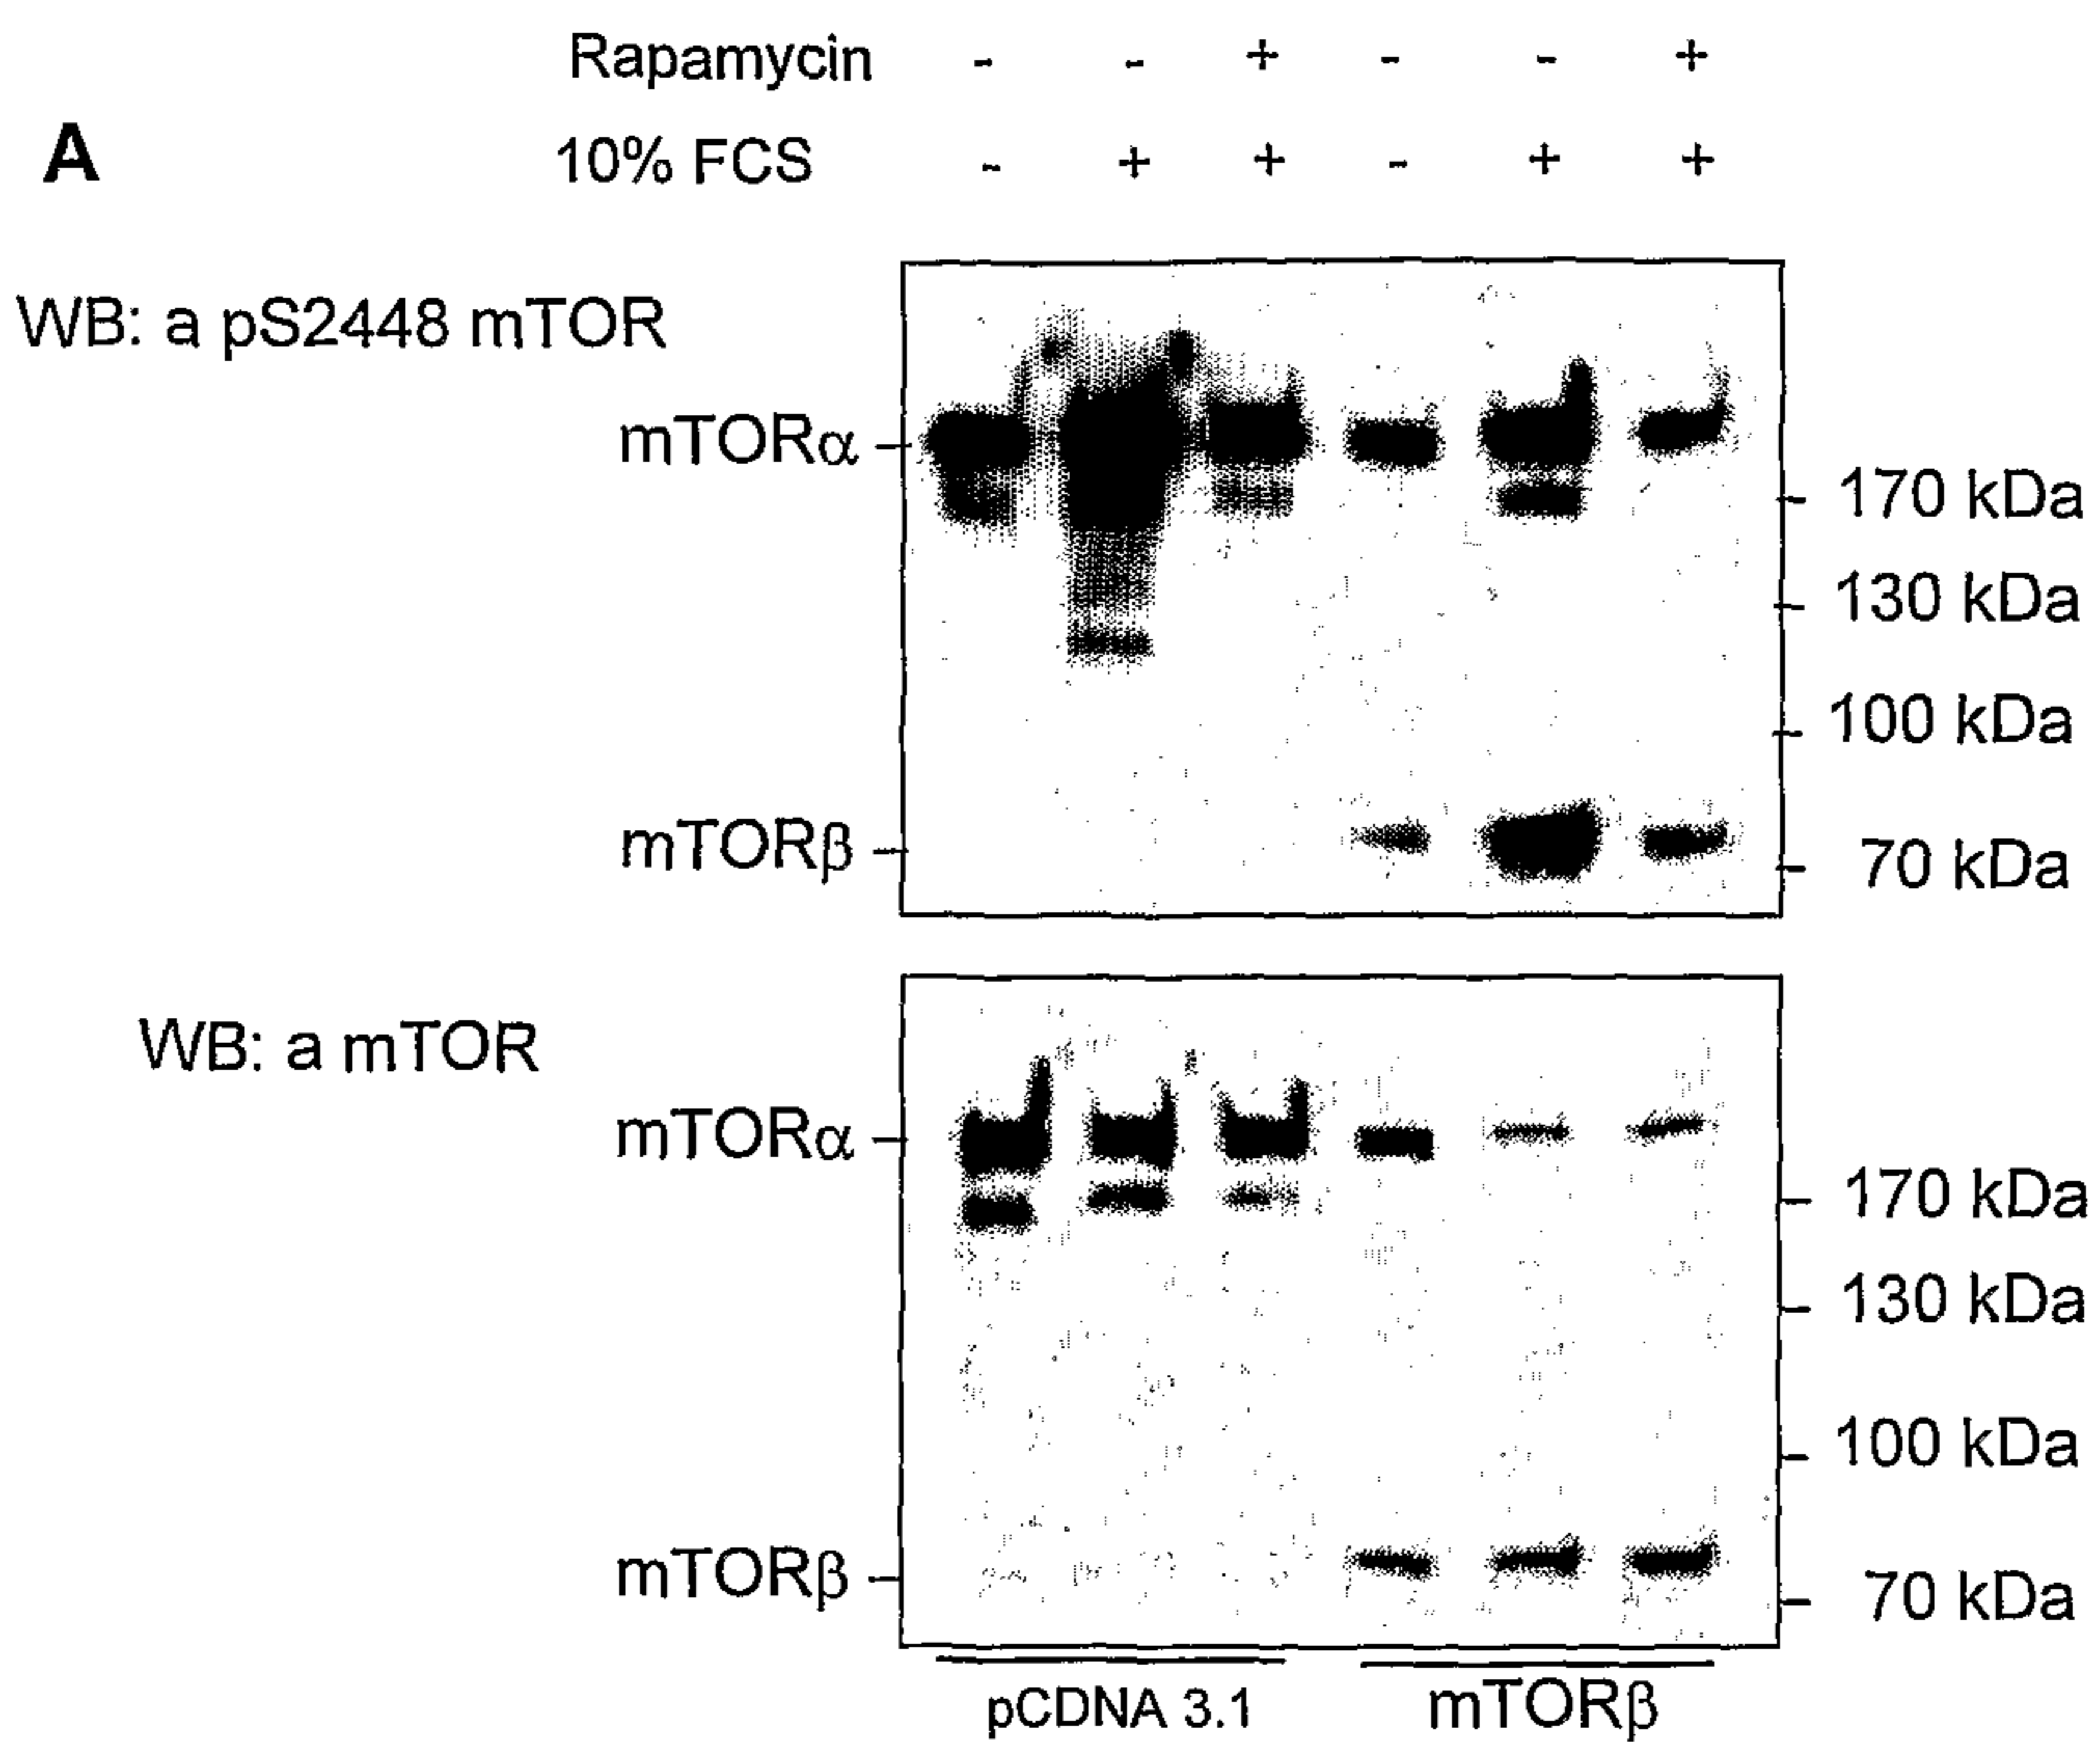 Rapamycin - - + - - +
A
10% FCS - + + - + +
WB: a pS2448 mTOR
mTORα
170 kDa
130 kDa
100 kDa
mTORβ
70 kDa
WB: a mTOR
mTORα
170 kDa
130 kDa
100 kDa
mTORβ
70 kDa
pCDNA 3.1 mTORβ